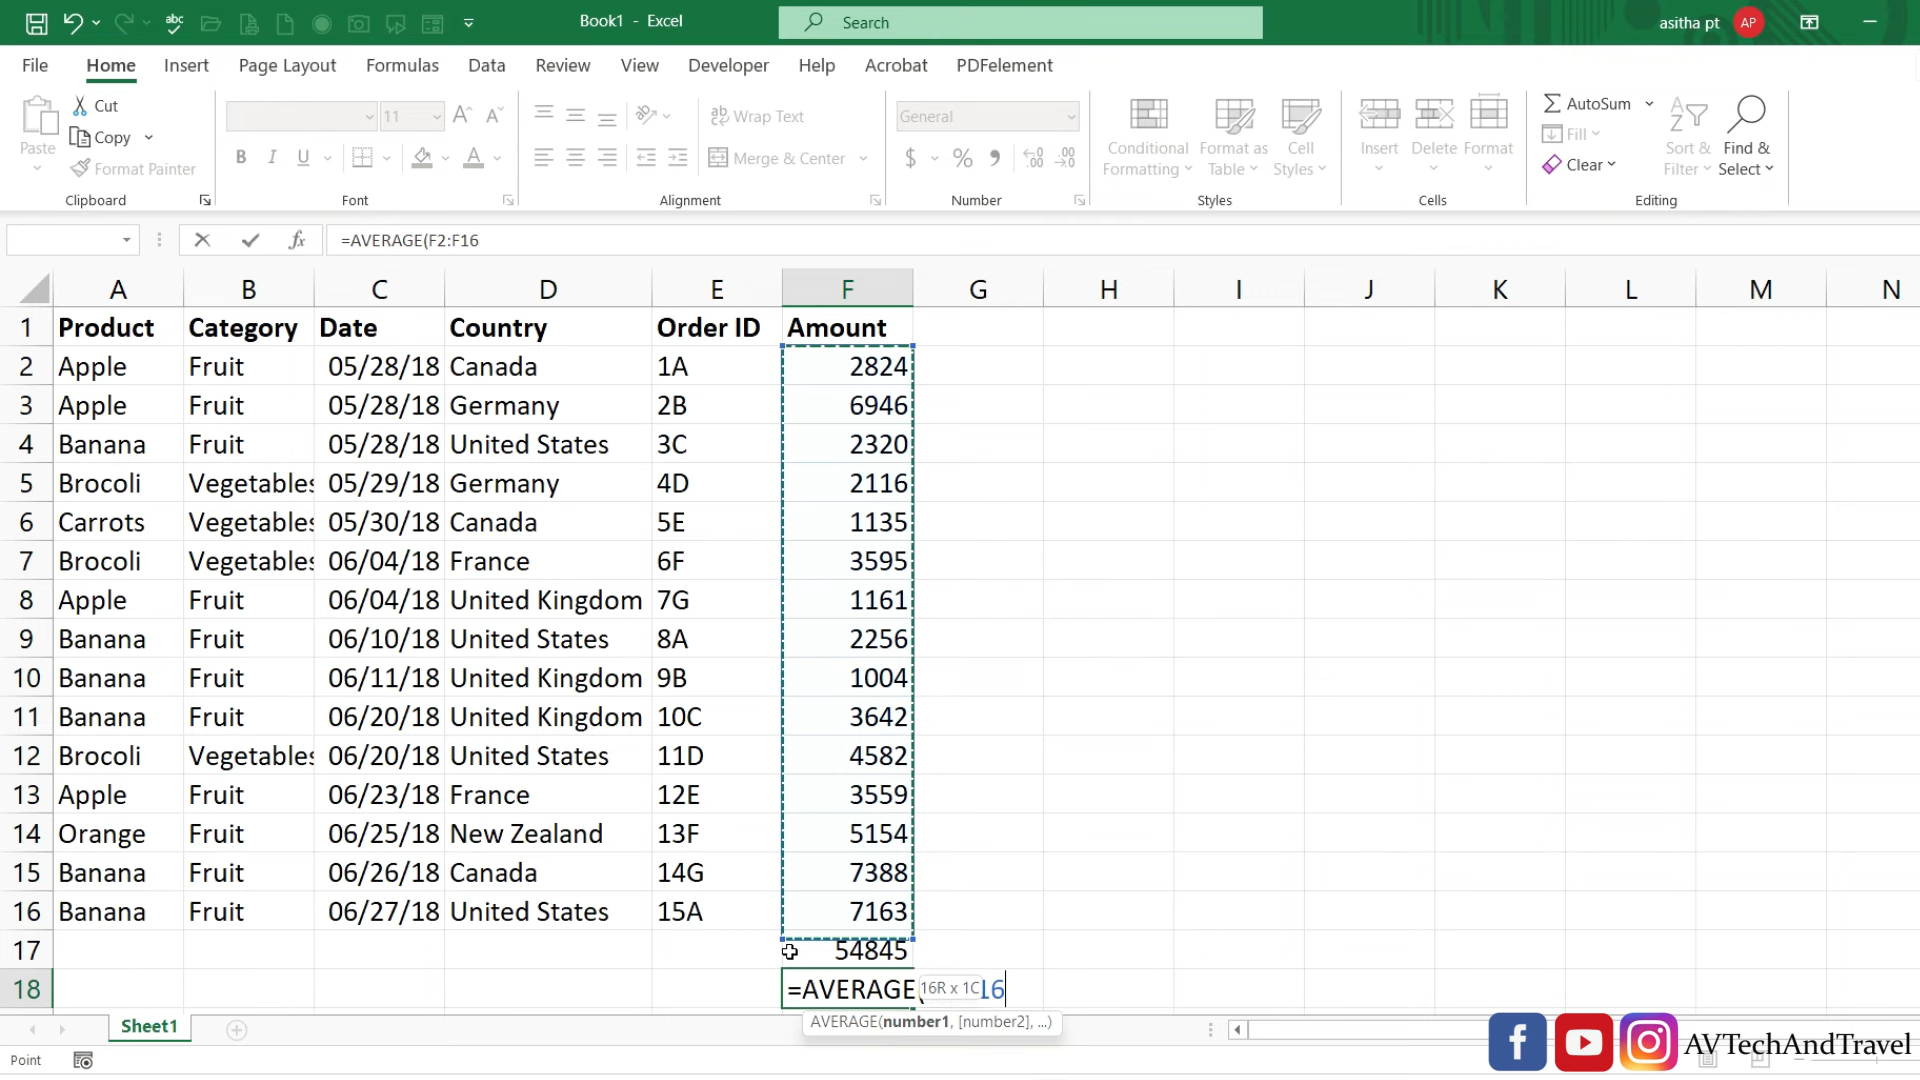 abc
Book1 - Excel
Search
asitha pt
AP
File
Home
Insert
Page Layout
Formulas
Data
Review
View
Developer
Help
Acrobat
PDFelement
Paste
Cut
Copy
Format Painter
Clipboard
11
B I U
Font
Wrap Text
Merge & Center
Alignment
General
$ % ,
Number
Conditional Formatting
Format as Table
Cell Styles
Styles
Insert
Delete
Format
Cells
AutoSum
Fill
Clear
Sort & Filter
Find & Select
Editing
fx
=AVERAGE(F2:F16
A B C D E F G H I J K L M N
1 Product Category Date Country Order ID Amount
2 Apple Fruit 05/28/18 Canada 1A 2824
3 Apple Fruit 05/28/18 Germany 2B 6946
4 Banana Fruit 05/28/18 United States 3C 2320
5 Brocoli Vegetables 05/29/18 Germany 4D 2116
6 Carrots Vegetables 05/30/18 Canada 5E 1135
7 Brocoli Vegetables 06/04/18 France 6F 3595
8 Apple Fruit 06/04/18 United Kingdom 7G 1161
9 Banana Fruit 06/10/18 United States 8A 2256
10 Banana Fruit 06/11/18 United Kingdom 9B 1004
11 Banana Fruit 06/20/18 United Kingdom 10C 3642
12 Brocoli Vegetables 06/20/18 United States 11D 4582
13 Apple Fruit 06/23/18 France 12E 3559
14 Orange Fruit 06/25/18 New Zealand 13F 5154
15 Banana Fruit 06/26/18 Canada 14G 7388
16 Banana Fruit 06/27/18 United States 15A 7163
17 54845
18 =AVERAGE( 16R x 1C 16
AVERAGE(number1, [number2], ...)
Sheet1
Point
AVTechAndTravel